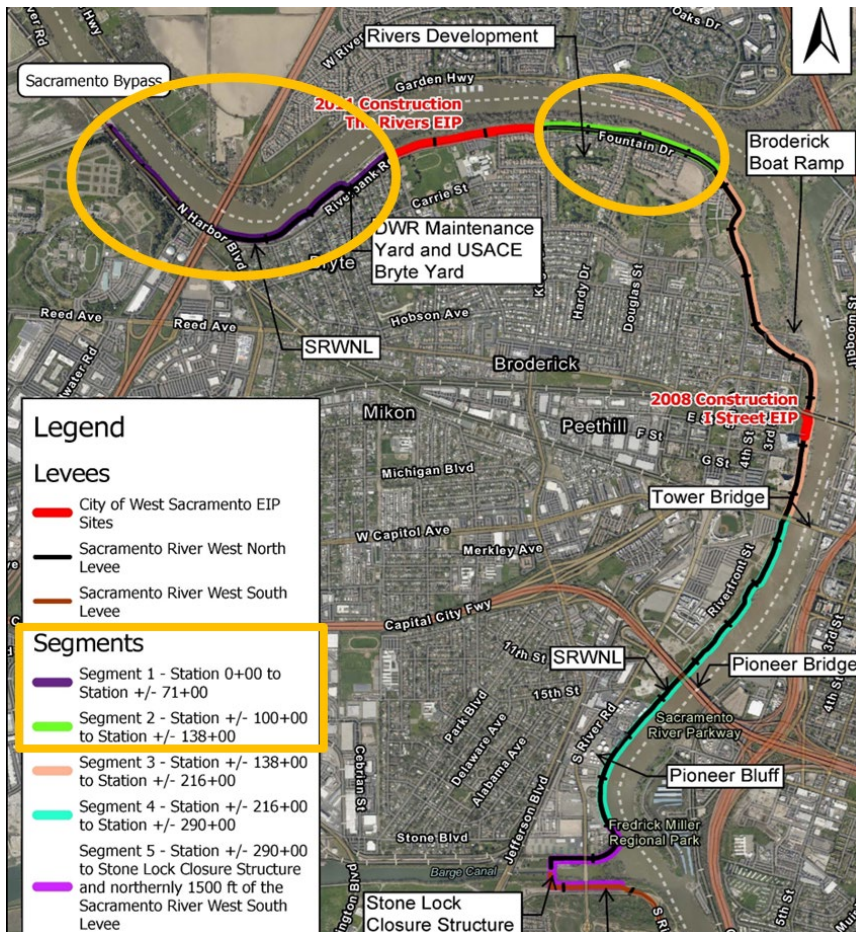 Rivers Development
Oaks Dr
W River
Garden Hwy
Sacramento Bypass
The Rivers EIP
Fountain Dr
Broderick
Boat Ramp
N Harbor Blvd
Carrie St
DWR Maintenance
Yard and USACE
Bryte Yard
Bryte
Hardy Dr
Douglas St
Reed Ave
Reed Ave
Hobson Ave
SRWNL
Broderick
2008 Construction
I Street EIP
Mikon
Peethill
F St
G St
4th St
3rd
Michigan Blvd
Tower Bridge
W Capitol Ave
Merkley Ave
Riverfront St
Capital City Fwy
3rd St
11th St
SRWNL
Pioneer Bridge
15th St
4th St
Park Blvd
Delaware Ave
Alabama Ave
S River Rd
Sacramento
River Parkway
Pioneer Bluff
Cebrian St
Jefferson Blvd
Fredrick Miller
Regional Park
Stone Blvd
Barge Canal
5th St
Stone Lock
Closure Structure
Legend
Levees
City of West Sacramento EIP
Sites
Sacramento River West North
Levee
Sacramento River West South
Levee
Segments
Segment 1 - Station 0+00 to
Station +/- 71+00
Segment 2 - Station +/- 100+00
to Station +/- 138+00
Segment 3 - Station +/- 138+00
to Station +/- 216+00
Segment 4 - Station +/- 216+00
to Station +/- 290+00
Segment 5 - Station +/- 290+00
to Stone Lock Closure Structure
and northernly 1500 ft of the
Sacramento River West South
Levee